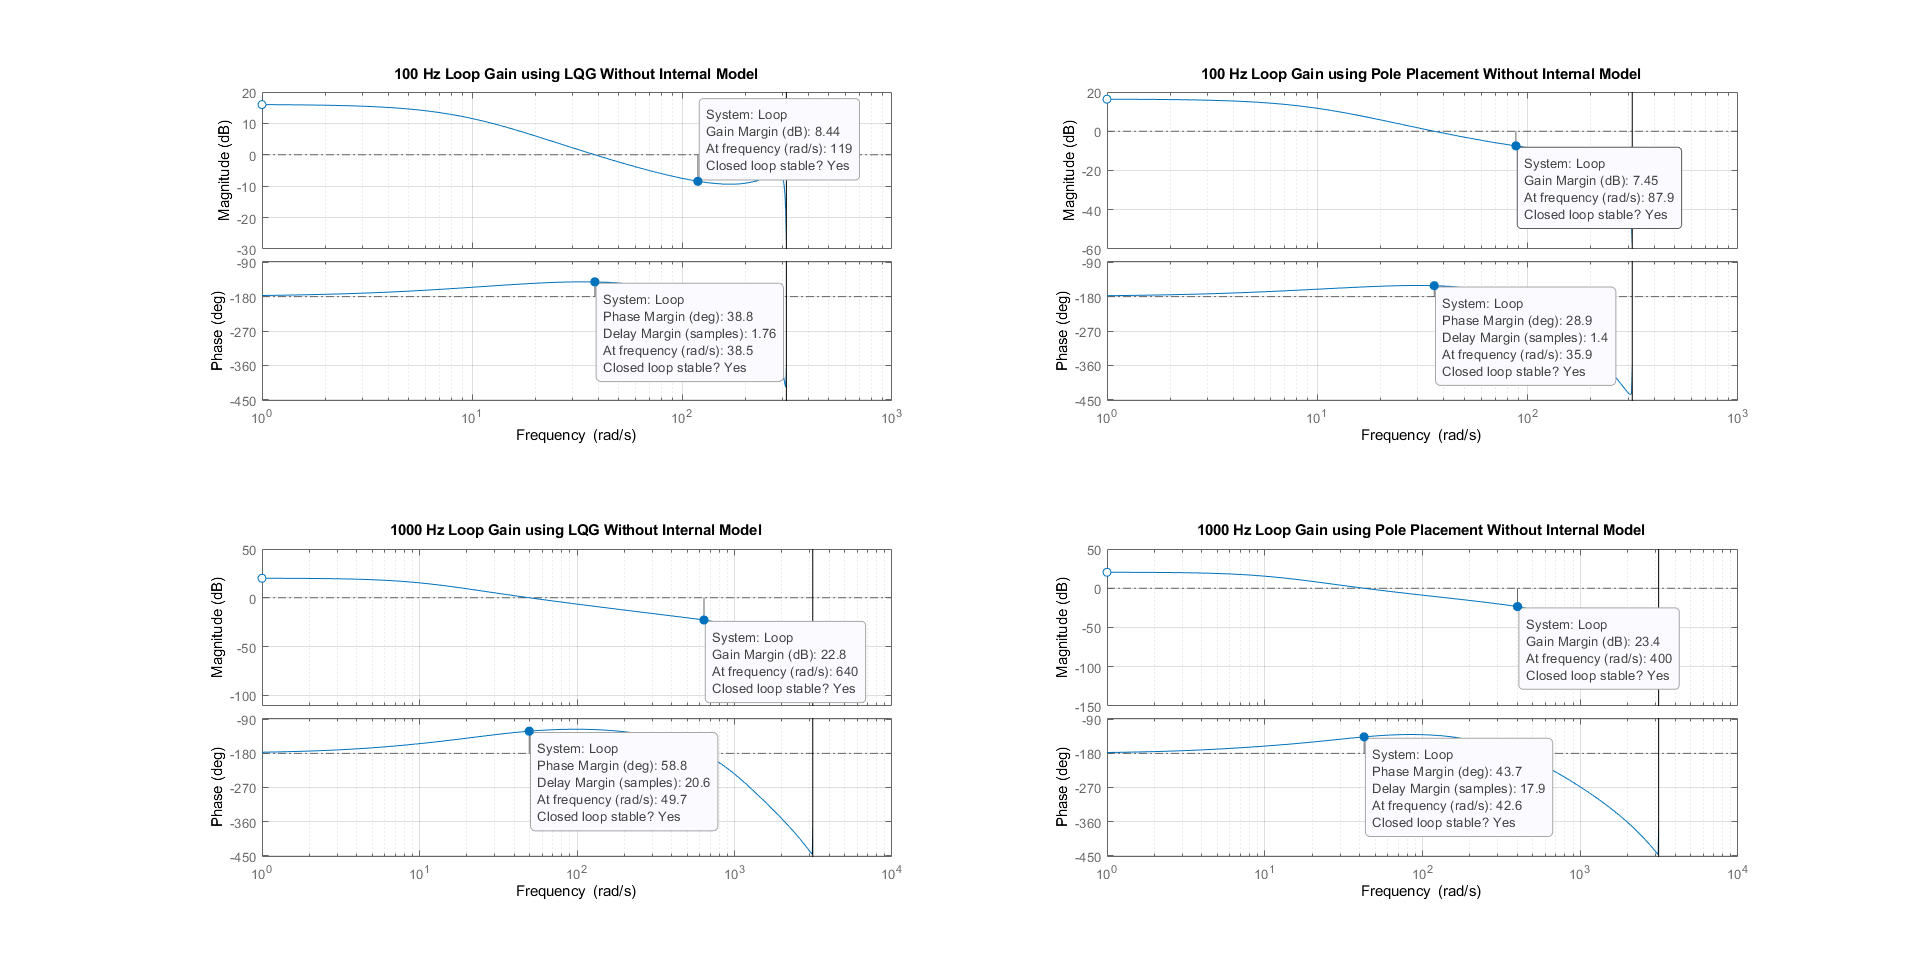 100 Hz Loop Gain using LQG Without Internal Model
Magnitude (dB)
20
10
0
-10
-20
-30
System: Loop
Gain Margin (dB): 8.44
At frequency (rad/s): 119
Closed loop stable? Yes
Phase (deg)
-90
-180
-270
-360
-450
System: Loop
Phase Margin (deg): 38.8
Delay Margin (samples): 1.76
At frequency (rad/s): 38.5
Closed loop stable? Yes
10^0 10^1 10^2 10^3
Frequency (rad/s)
100 Hz Loop Gain using Pole Placement Without Internal Model
Magnitude (dB)
20
0
-20
-40
-60
System: Loop
Gain Margin (dB): 7.45
At frequency (rad/s): 87.9
Closed loop stable? Yes
Phase (deg)
-90
-180
-270
-360
-450
System: Loop
Phase Margin (deg): 28.9
Delay Margin (samples): 1.4
At frequency (rad/s): 35.9
Closed loop stable? Yes
10^0 10^1 10^2 10^3
Frequency (rad/s)
1000 Hz Loop Gain using LQG Without Internal Model
Magnitude (dB)
50
0
-50
-100
System: Loop
Gain Margin (dB): 22.8
At frequency (rad/s): 640
Closed loop stable? Yes
Phase (deg)
-90
-180
-270
-360
-450
System: Loop
Phase Margin (deg): 58.8
Delay Margin (samples): 20.6
At frequency (rad/s): 49.7
Closed loop stable? Yes
10^0 10^1 10^2 10^3 10^4
Frequency (rad/s)
1000 Hz Loop Gain using Pole Placement Without Internal Model
Magnitude (dB)
50
0
-50
-100
-150
System: Loop
Gain Margin (dB): 23.4
At frequency (rad/s): 400
Closed loop stable? Yes
Phase (deg)
-90
-180
-270
-360
-450
System: Loop
Phase Margin (deg): 43.7
Delay Margin (samples): 17.9
At frequency (rad/s): 42.6
Closed loop stable? Yes
10^0 10^1 10^2 10^3 10^4
Frequency (rad/s)